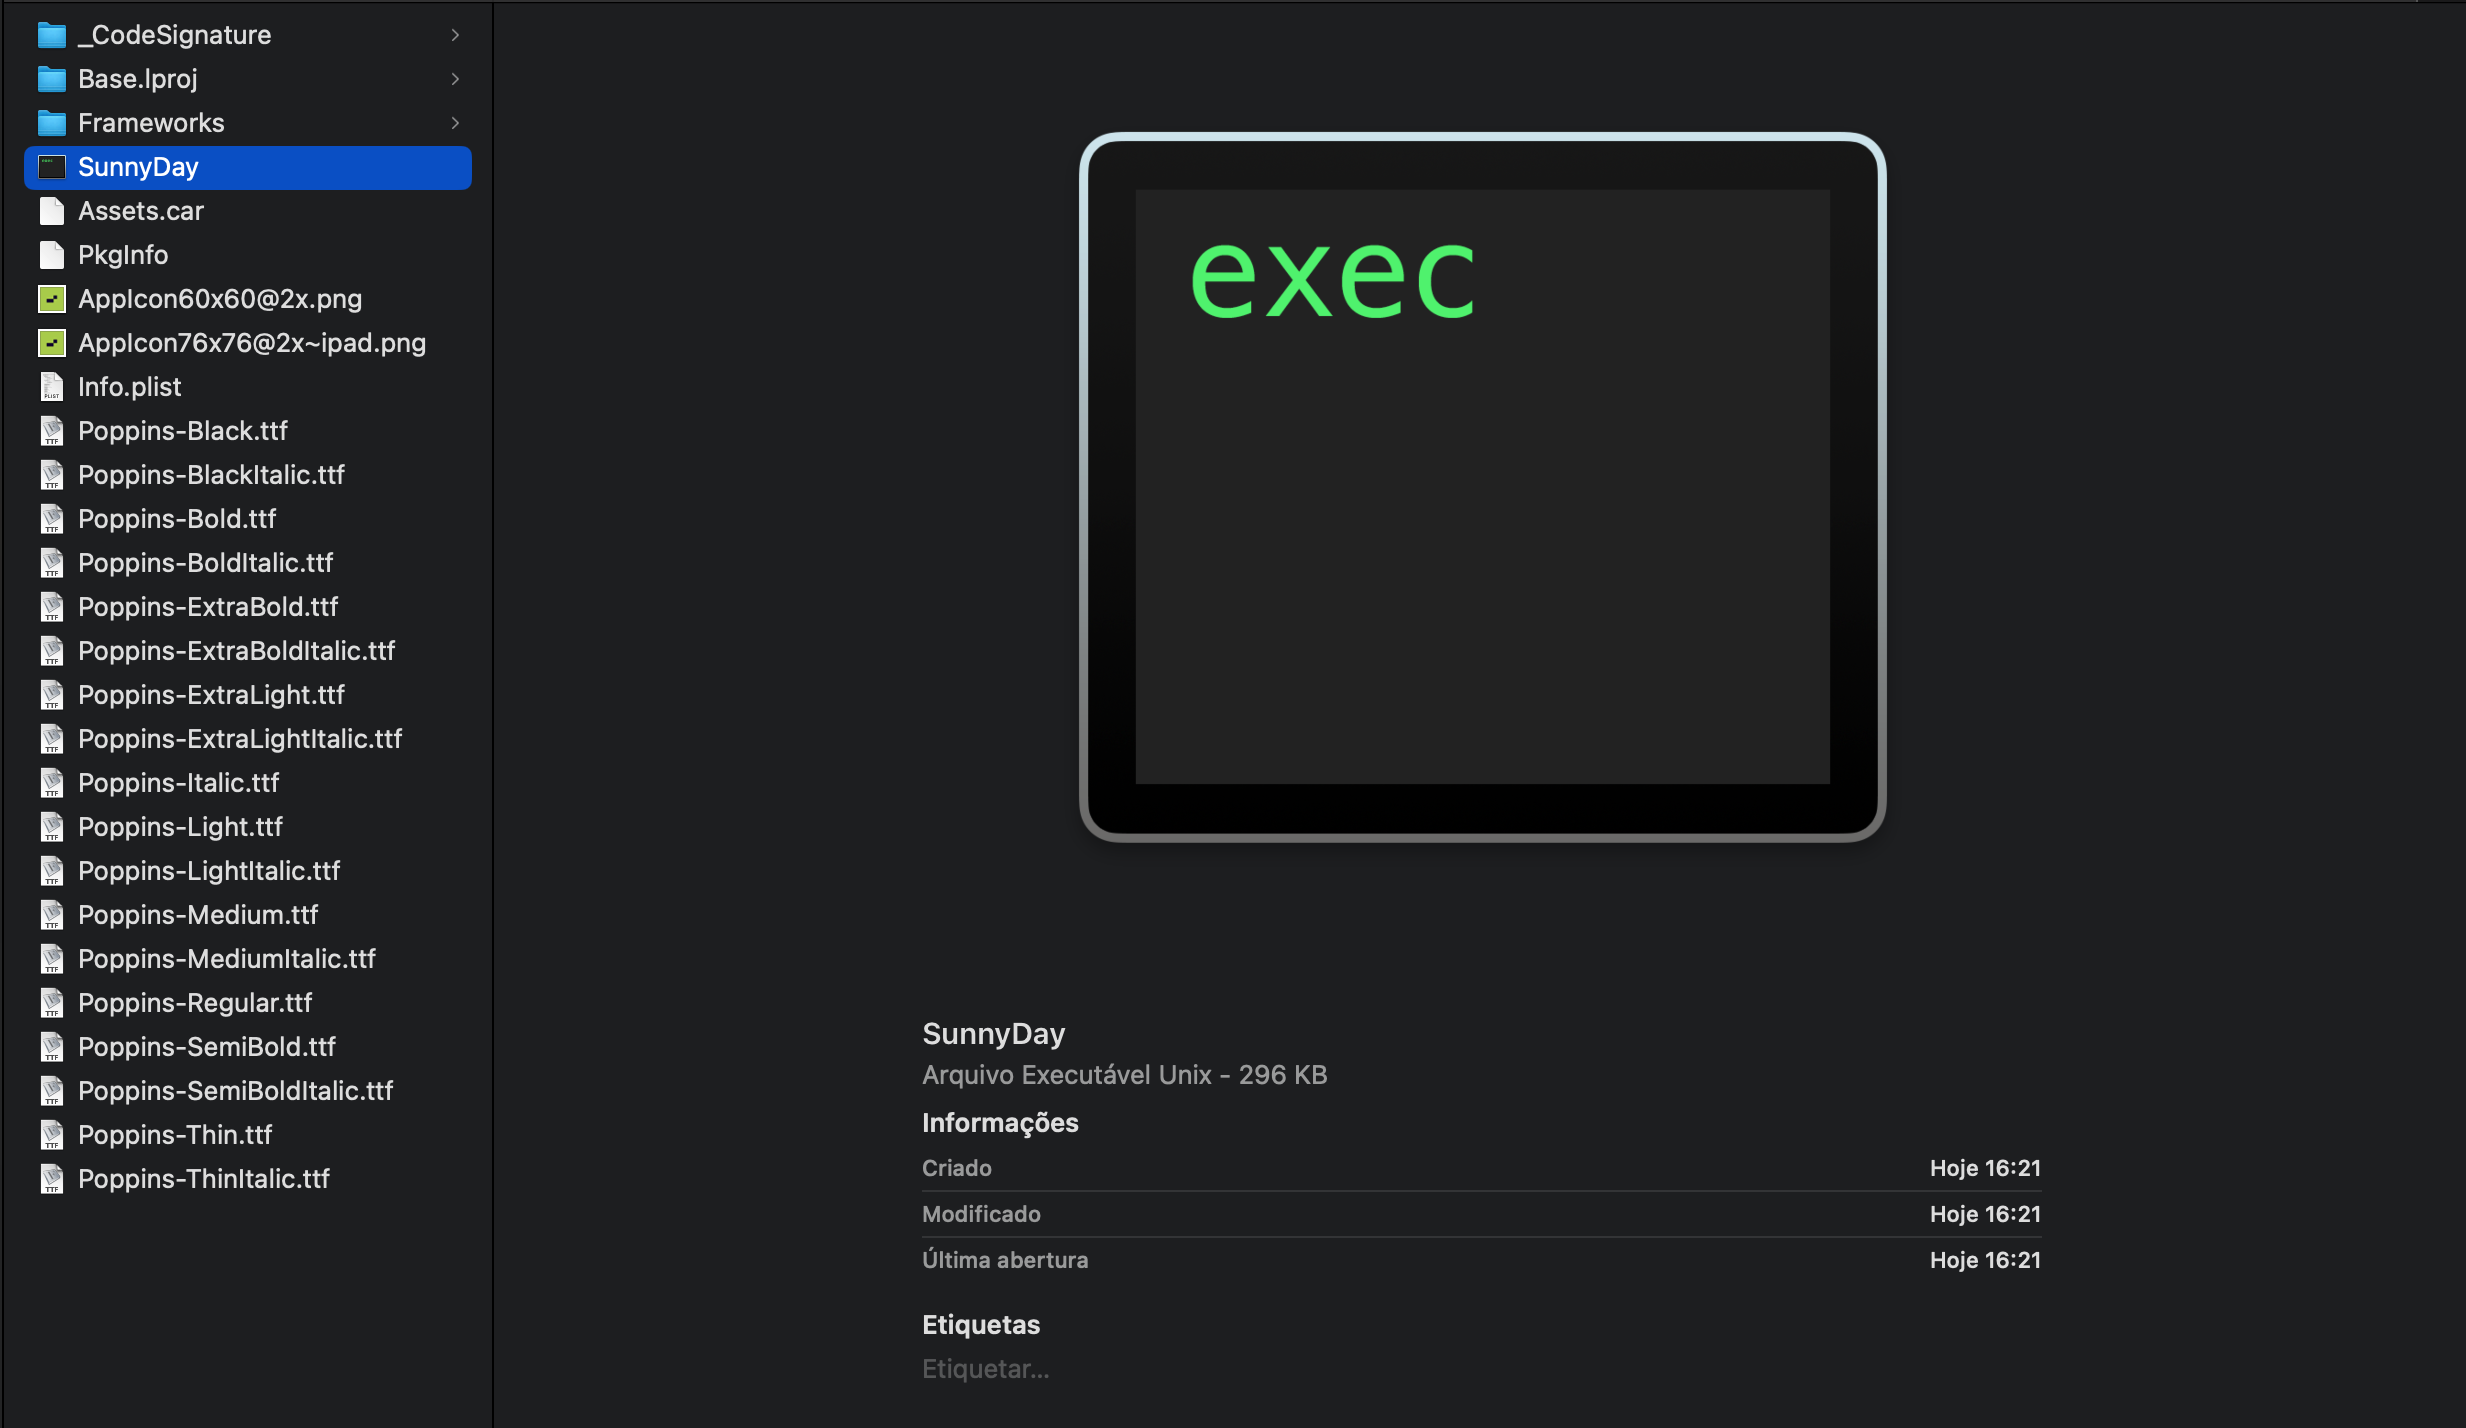 _CodeSignature
Base.lproj
Frameworks
SunnyDay
Assets.car
PkgInfo
AppIcon60x60@2x.png
AppIcon76x76@2x~ipad.png
Info.plist
Poppins-Black.ttf
Poppins-BlackItalic.ttf
Poppins-Bold.ttf
Poppins-BoldItalic.ttf
Poppins-ExtraBold.ttf
Poppins-ExtraBoldItalic.ttf
Poppins-ExtraLight.ttf
Poppins-ExtraLightItalic.ttf
Poppins-Italic.ttf
Poppins-Light.ttf
Poppins-LightItalic.ttf
Poppins-Medium.ttf
Poppins-MediumItalic.ttf
Poppins-Regular.ttf
Poppins-SemiBold.ttf
Poppins-SemiBoldItalic.ttf
Poppins-Thin.ttf
Poppins-ThinItalic.ttf
exec
SunnyDay
Arquivo Executável Unix - 296 KB
Informações
Criado Hoje 16:21
Modificado Hoje 16:21
Última abertura Hoje 16:21
Etiquetas
Etiquetar...